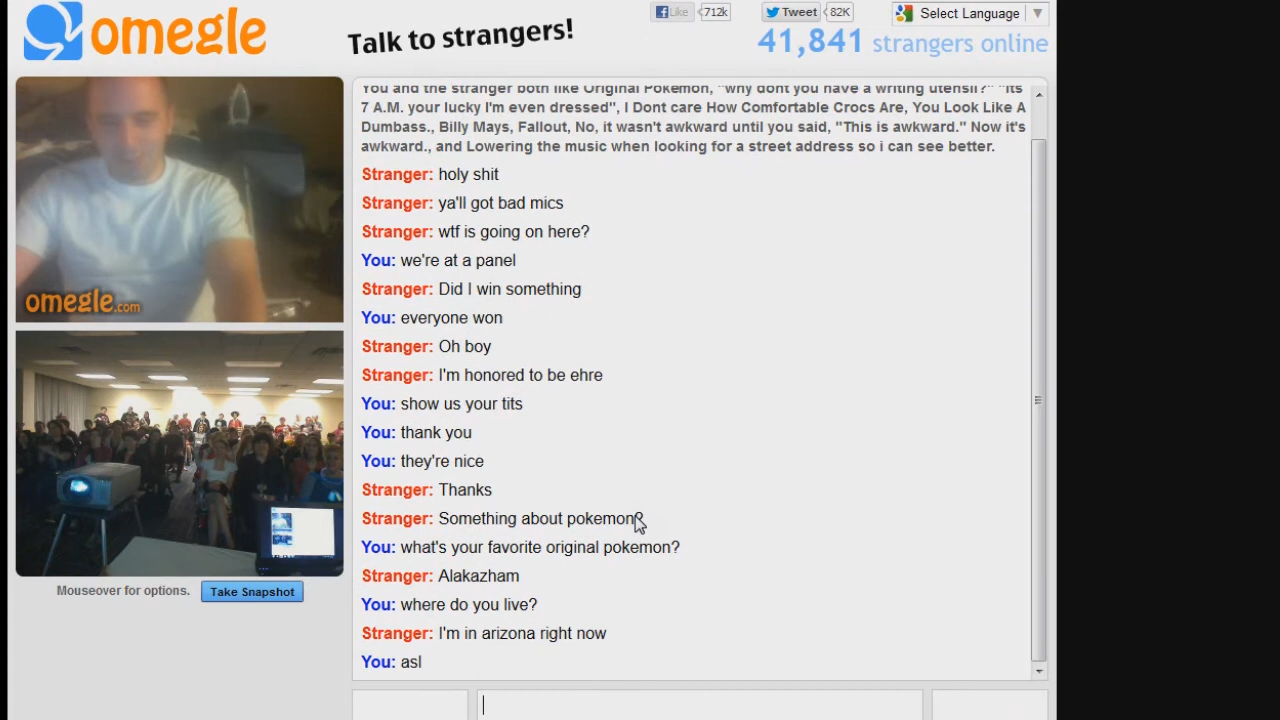 omegle
Talk to strangers!
Like 712k
Tweet 82K
Select Language
41,841 strangers online
You and the stranger both like Original Pokemon, "why dont you have a writing utensil?" "its
7 A.M. your lucky I'm even dressed", I Dont care How Comfortable Crocs Are, You Look Like A
Dumbass., Billy Mays, Fallout, No, it wasn't awkward until you said, "This is awkward." Now it's
awkward., and Lowering the music when looking for a street address so i can see better.
Stranger: holy shit
Stranger: ya'll got bad mics
Stranger: wtf is going on here?
You: we're at a panel
Stranger: Did I win something
You: everyone won
Stranger: Oh boy
Stranger: I'm honored to be ehre
You: show us your tits
You: thank you
You: they're nice
Stranger: Thanks
Stranger: Something about pokemon?
You: what's your favorite original pokemon?
Stranger: Alakazham
You: where do you live?
Stranger: I'm in arizona right now
You: asl
omegle.com
Mouseover for options.
Take Snapshot